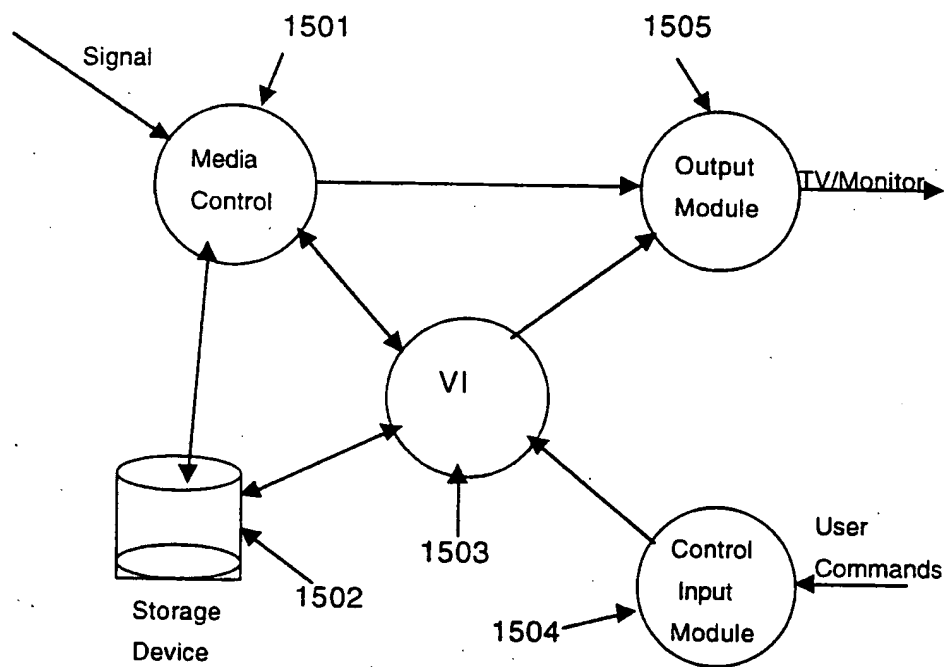 1501
1505
Signal
Media
Control
Output
Module
TV/Monitor
VI
1503
1502
Storage
Device
Control
Input
Module
User
Commands
1504